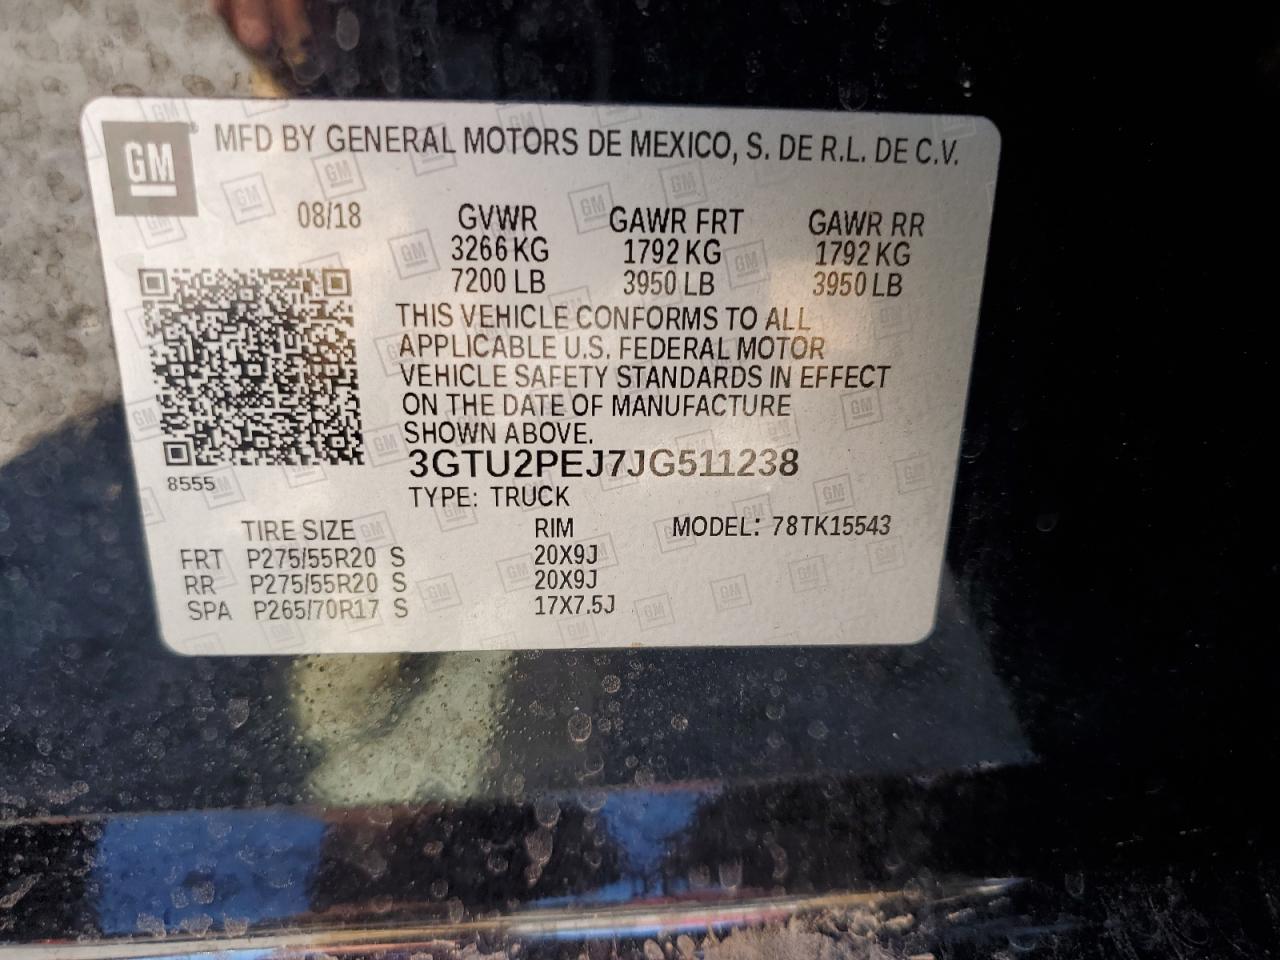 GM
MFD BY GENERAL MOTORS DE MEXICO, S. DE R.L. DE C.V.
08/18 GVWR GAWR FRT GAWR RR
3266 KG 1792 KG 1792 KG
7200 LB 3950 LB 3950 LB
THIS VEHICLE CONFORMS TO ALL
APPLICABLE U.S. FEDERAL MOTOR
VEHICLE SAFETY STANDARDS IN EFFECT
ON THE DATE OF MANUFACTURE
SHOWN ABOVE.
3GTU2PEJ7JG511238
8555
TYPE: TRUCK
TIRE SIZE RIM MODEL: 78TK15543
FRT P275/55R20 S 20X9J
RR P275/55R20 S 20X9J
SPA P265/70R17 S 17X7.5J